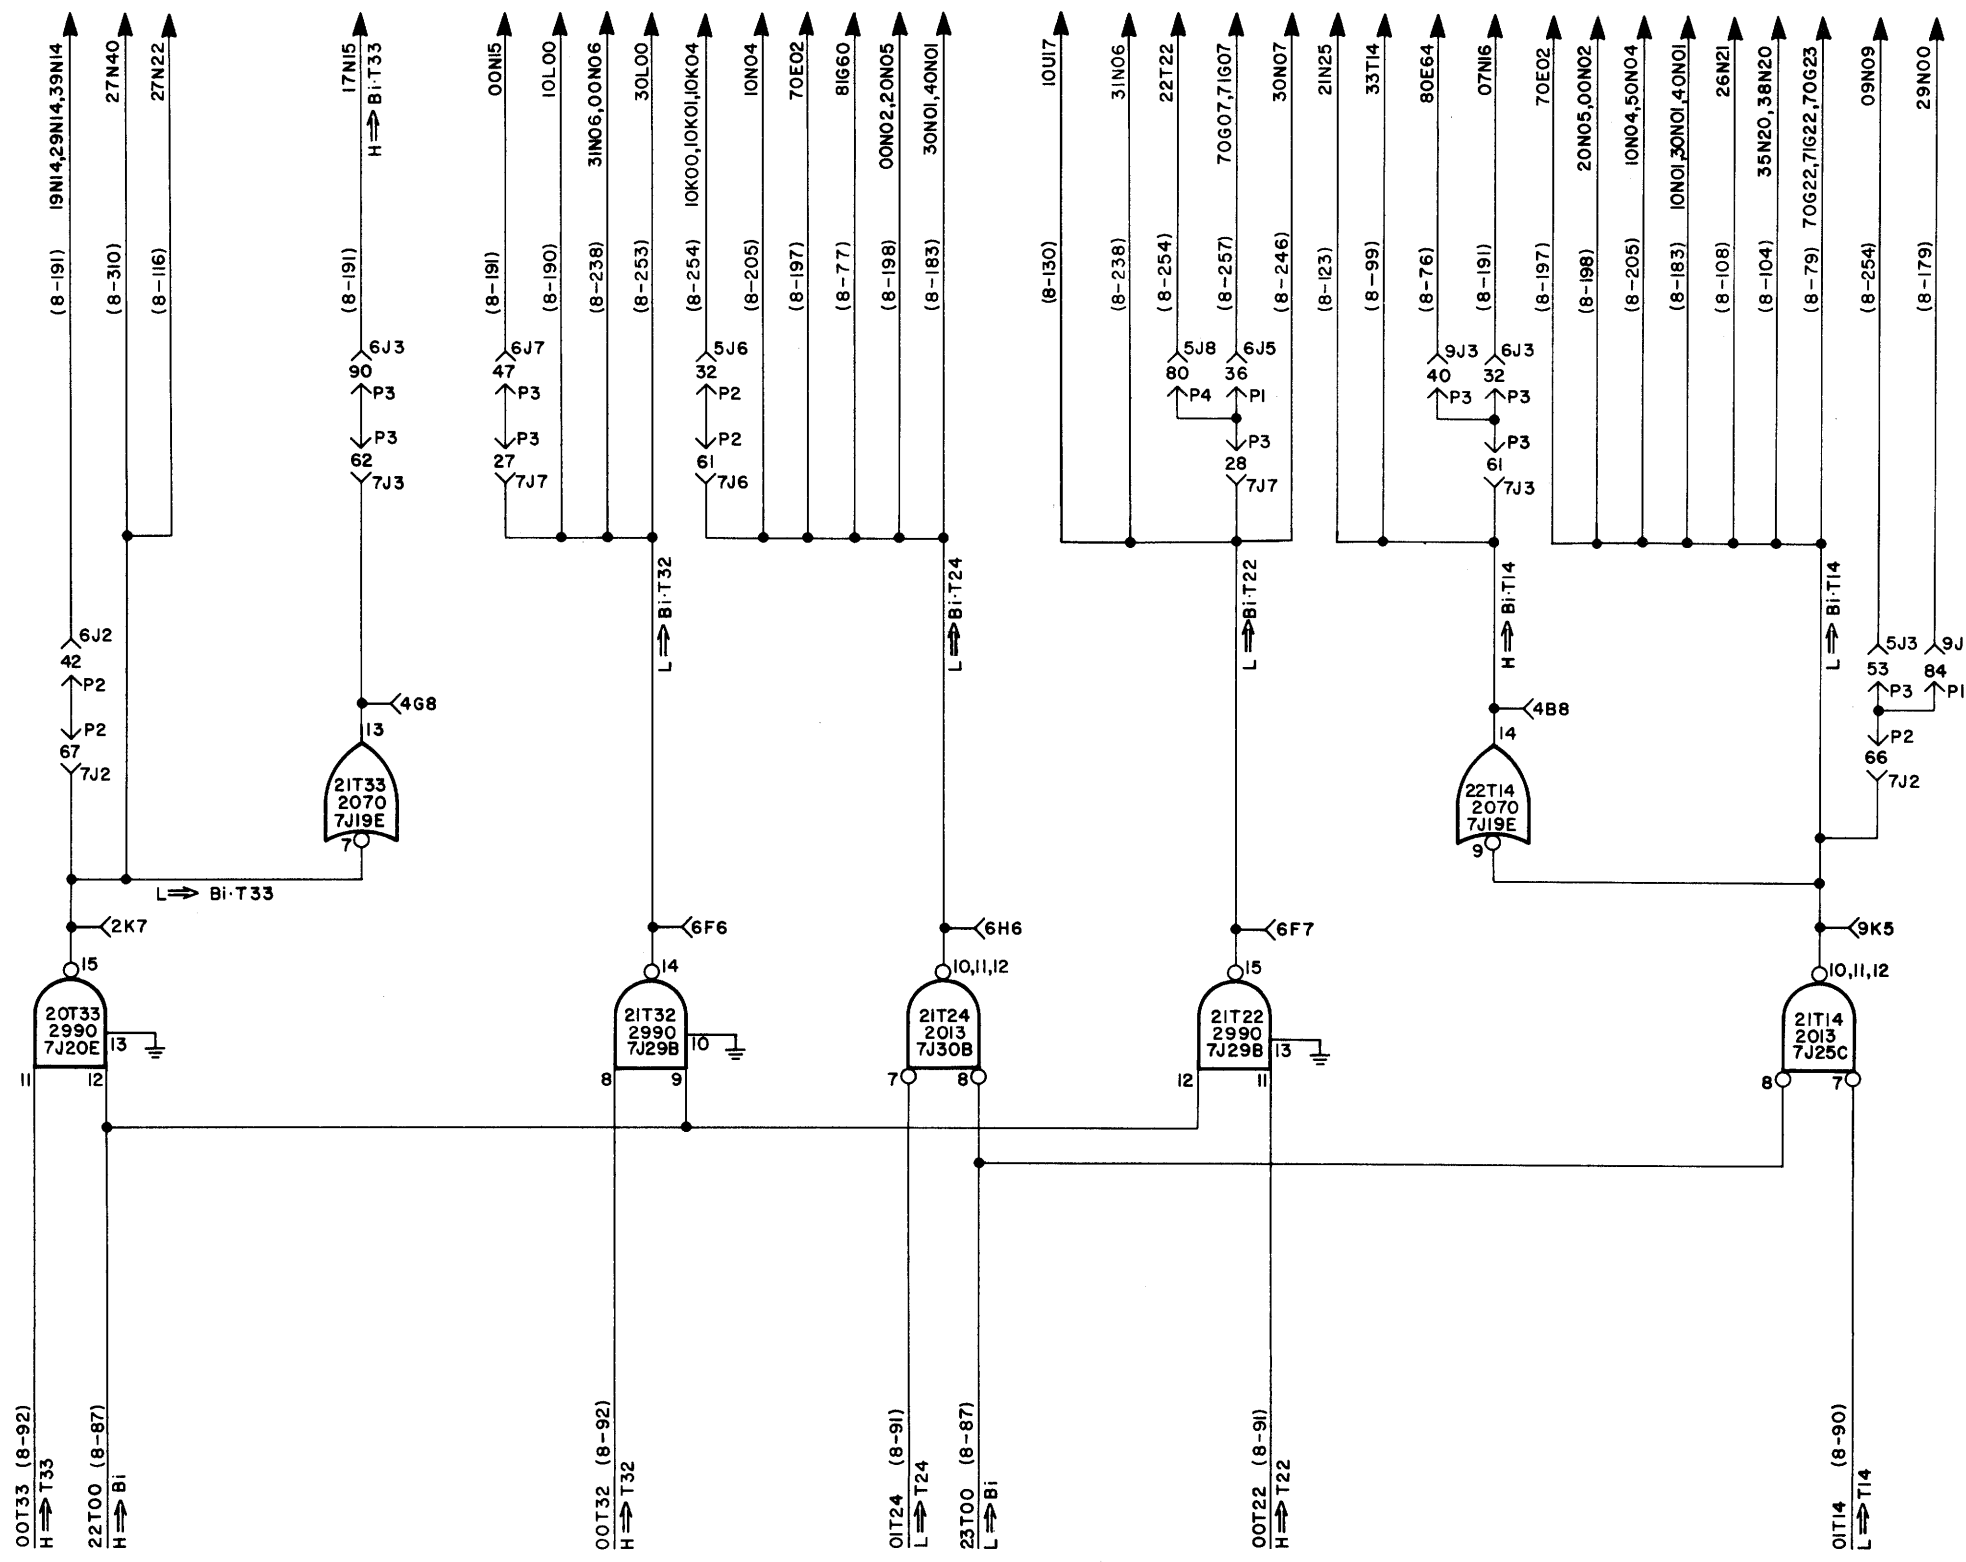 19N14,29N14,39N14
27N40
27N22
17N15
H⇒Bi·T33
00N15
10L00
31N06,00N06
30L00
10K00,10K01,10K04
10N04
70E02
81G60
00N02,20N05
30N01,40N01
10U17
31N06
22T22
70G07,71G07
30N07
21N25
33T14
80E64
07N16
70E02
20N05,00N02
10N04,50N04
10N01,30N01,40N01
26N21
35N20,38N20
70G22,71G22,70G23
09N09
29N00
(8-191)
(8-310)
(8-116)
(8-191)
(8-191)
(8-190)
(8-238)
(8-253)
(8-254)
(8-205)
(8-197)
(8-77)
(8-198)
(8-183)
(8-130)
(8-238)
(8-254)
(8-257)
(8-246)
(8-123)
(8-99)
(8-76)
(8-191)
(8-197)
(8-198)
(8-205)
(8-183)
(8-108)
(8-104)
(8-79)
(8-254)
(8-179)
6J3
90
P3
P3
62
7J3
6J7
47
P3
P3
27
7J7
5J6
32
P2
P2
61
7J6
5J8
80
P4
6J5
36
P1
P3
28
7J7
9J3
40
P3
6J3
32
P3
P3
61
7J3
L⇒Bi·T32
L⇒Bi·T24
L⇒Bi·T22
H⇒Bi·T14
L⇒Bi·T14
6J2
42
P2
P2
67
7J2
5J3
53
P3
9J
84
P1
P2
66
7J2
4G8
13
21T33
2070
7J19E
7
4B8
14
22T14
2070
7J19E
9
L⇒ Bi·T33
2K7
6F6
6H6
6F7
9K5
15
20T33
2990
7J20E
13
11
12
14
21T32
2990
7J29B
10
8
9
10,11,12
21T24
2013
7J30B
7
8
15
21T22
2990
7J29B
13
12
11
10,11,12
21T14
2013
7J25C
8
7
00T33 (8-92)
H⇒T33
22T00 (8-87)
H⇒Bi
00T32 (8-92)
H⇒T32
01T24 (8-91)
L⇒T24
23T00 (8-87)
L⇒Bi
00T22 (8-91)
H⇒T22
01T14 (8-90)
L⇒T14